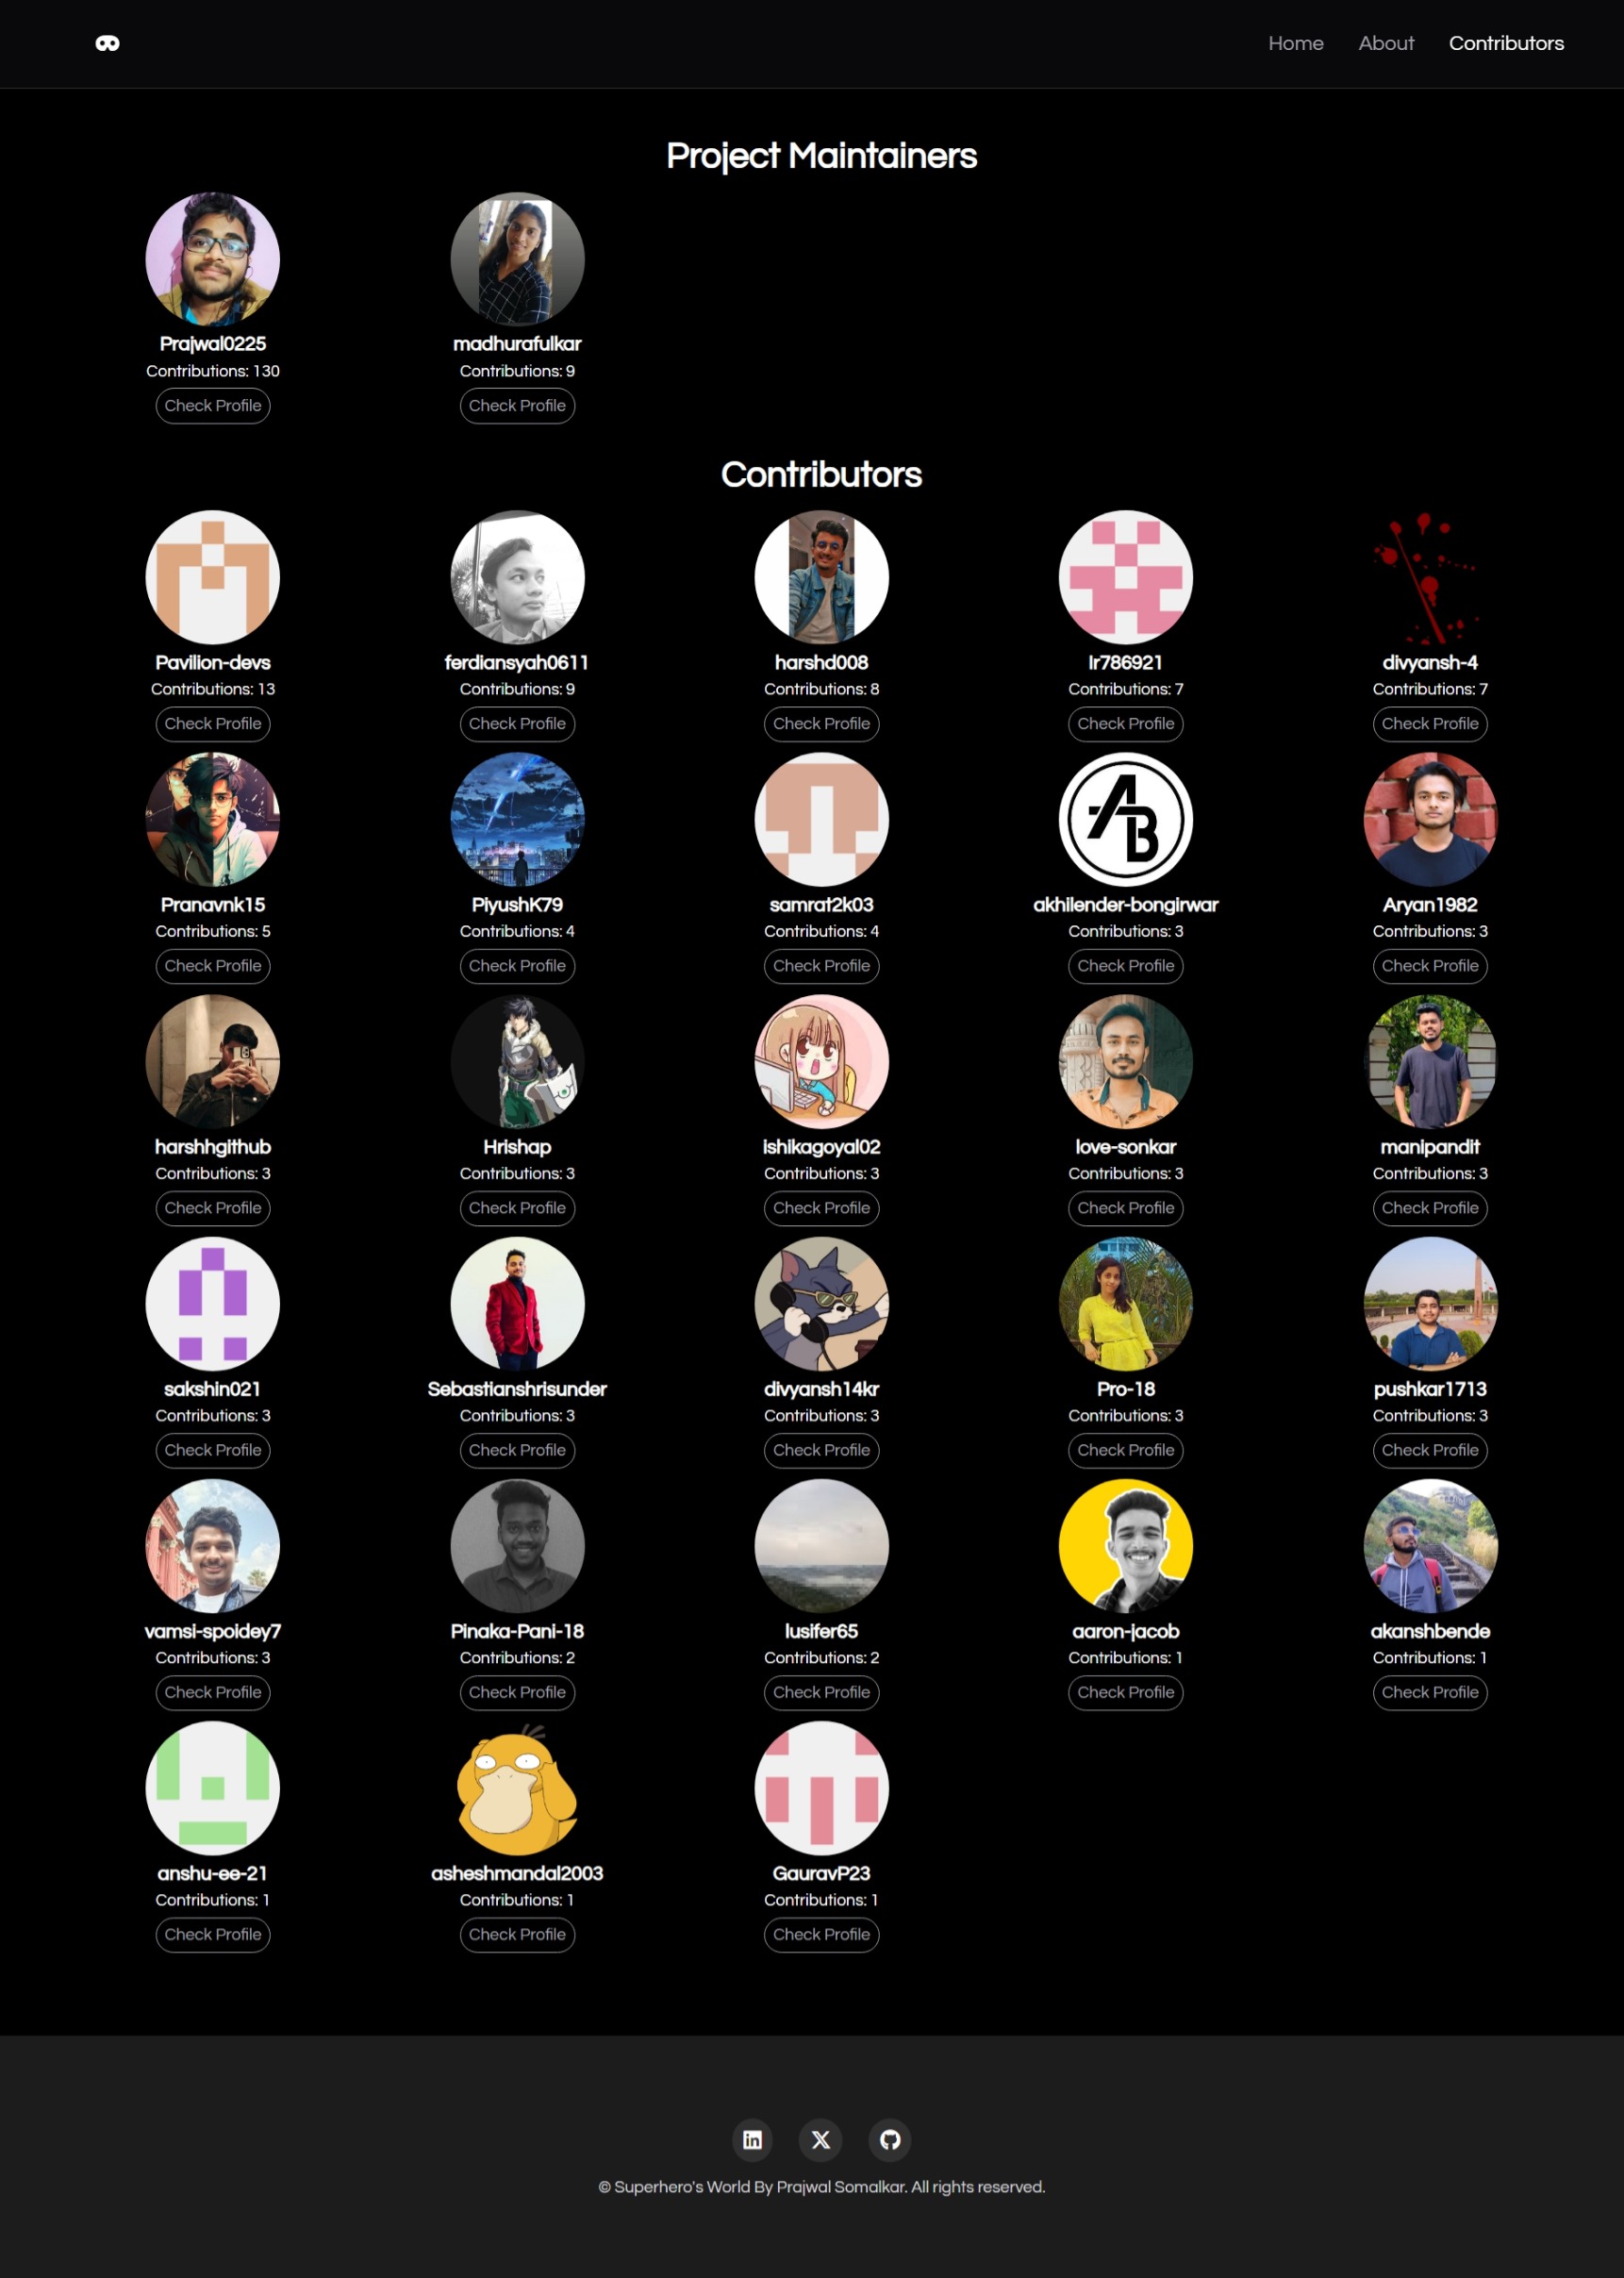 Home About Contributors
Project Maintainers
Prajwal0225 madhurafulkar
Contributions: 130 Contributions: 9
Check Profile Check Profile
Contributors
Pavilion-devs ferdiansyah0611 harshd008 lr786921 divyansh-4
Contributions: 13 Contributions: 9 Contributions: 8 Contributions: 7 Contributions: 7
Check Profile Check Profile Check Profile Check Profile Check Profile
AB
Pranavnk15 PiyushK79 samrat2k03 akhilender-bongirwar Aryan1982
Contributions: 5 Contributions: 4 Contributions: 4 Contributions: 3 Contributions: 3
Check Profile Check Profile Check Profile Check Profile Check Profile
harshhgithub Hrishap ishikagoyal02 love-sonkar manipandit
Contributions: 3 Contributions: 3 Contributions: 3 Contributions: 3 Contributions: 3
Check Profile Check Profile Check Profile Check Profile Check Profile
sakshin021 Sebastianshrisunder divyansh14kr Pro-18 pushkar1713
Contributions: 3 Contributions: 3 Contributions: 3 Contributions: 3 Contributions: 3
Check Profile Check Profile Check Profile Check Profile Check Profile
vamsi-spoidey7 Pinaka-Pani-18 lusifer65 aaron-jacob akanshbende
Contributions: 3 Contributions: 2 Contributions: 2 Contributions: 1 Contributions: 1
Check Profile Check Profile Check Profile Check Profile Check Profile
anshu-ee-21 asheshmandal2003 GauravP23
Contributions: 1 Contributions: 1 Contributions: 1
Check Profile Check Profile Check Profile
in X
© Superhero's World By Prajwal Somalkar. All rights reserved.